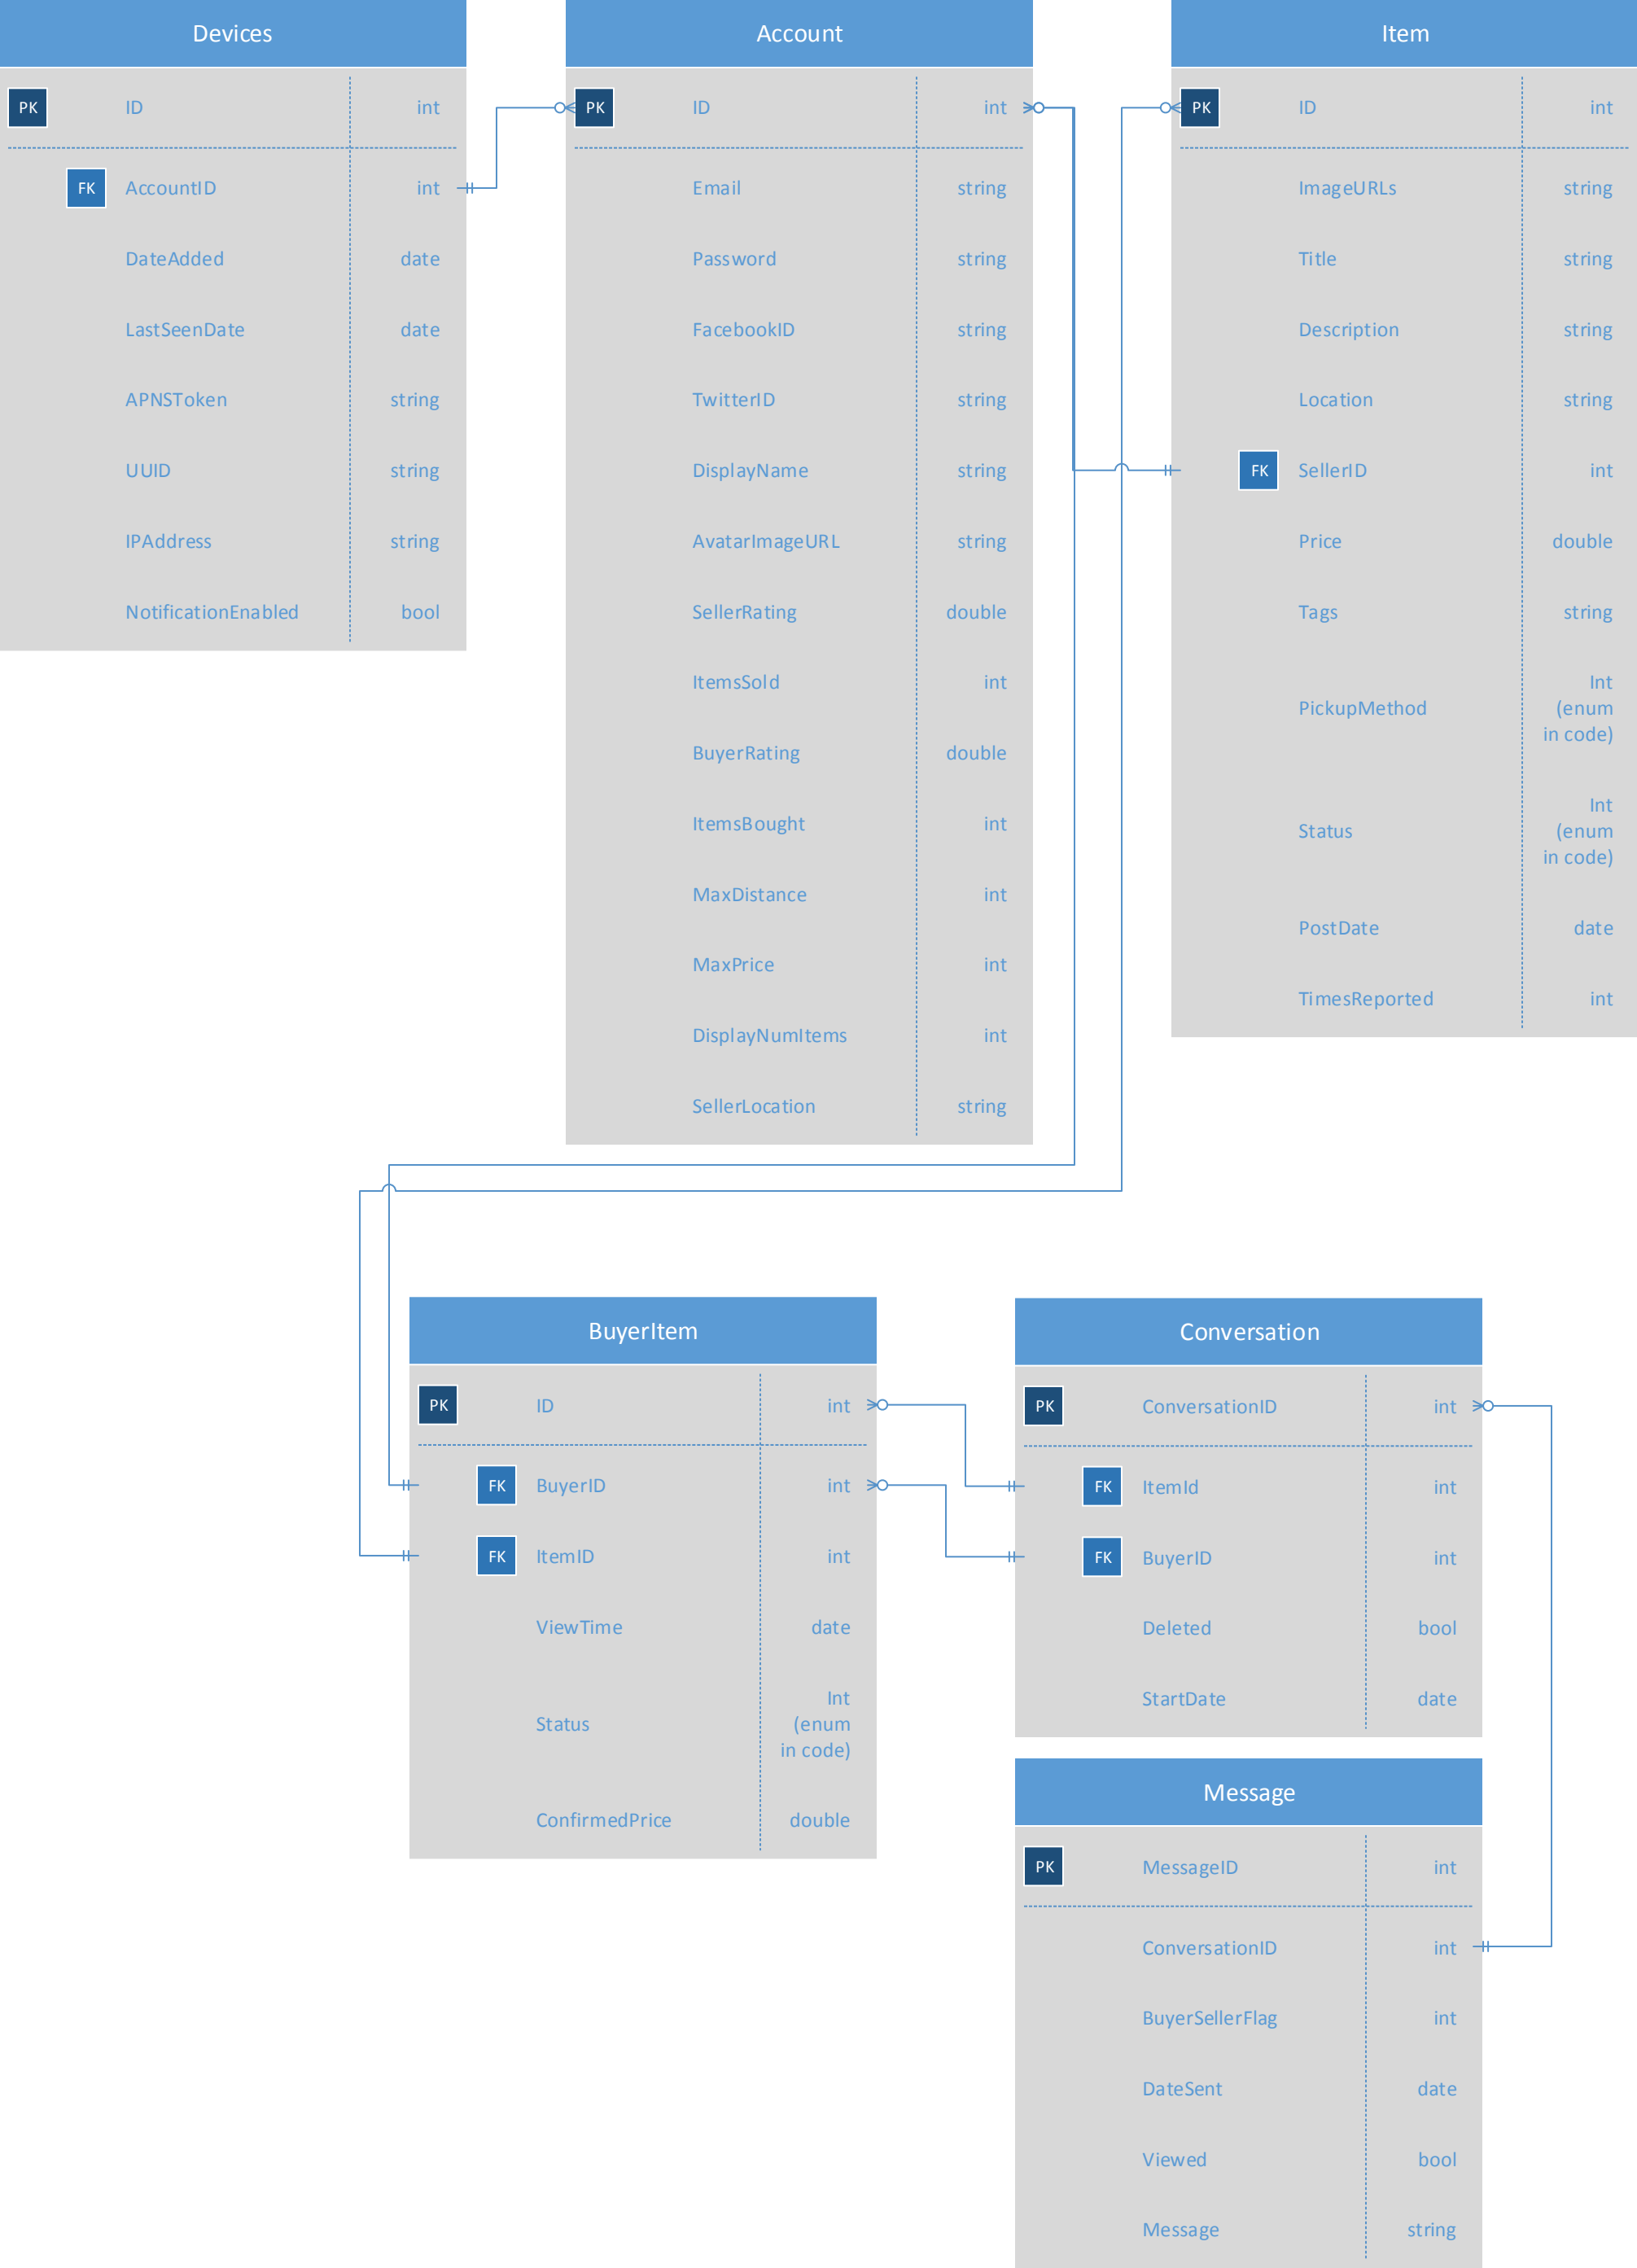 Devices
PK ID int
FK AccountID int
DateAdded date
LastSeenDate date
APNSToken string
UUID string
IPAddress string
NotificationEnabled bool
Account
PK ID int
Email string
Password string
FacebookID string
TwitterID string
DisplayName string
AvatarImageURL string
SellerRating double
ItemsSold int
BuyerRating double
ItemsBought int
MaxDistance int
MaxPrice int
DisplayNumItems int
SellerLocation string
Item
PK ID int
ImageURLs string
Title string
Description string
Location string
FK SellerID int
Price double
Tags string
PickupMethod
Int
(enum
in code)
Status
Int
(enum
in code)
PostDate date
TimesReported int
BuyerItem
PK ID int
FK BuyerID int
FK ItemID int
ViewTime date
Status
Int
(enum
in code)
ConfirmedPrice double
Conversation
PK ConversationID int
FK ItemId int
FK BuyerID int
Deleted bool
StartDate date
Message
PK MessageID int
ConversationID int
BuyerSellerFlag int
DateSent date
Viewed bool
Message string